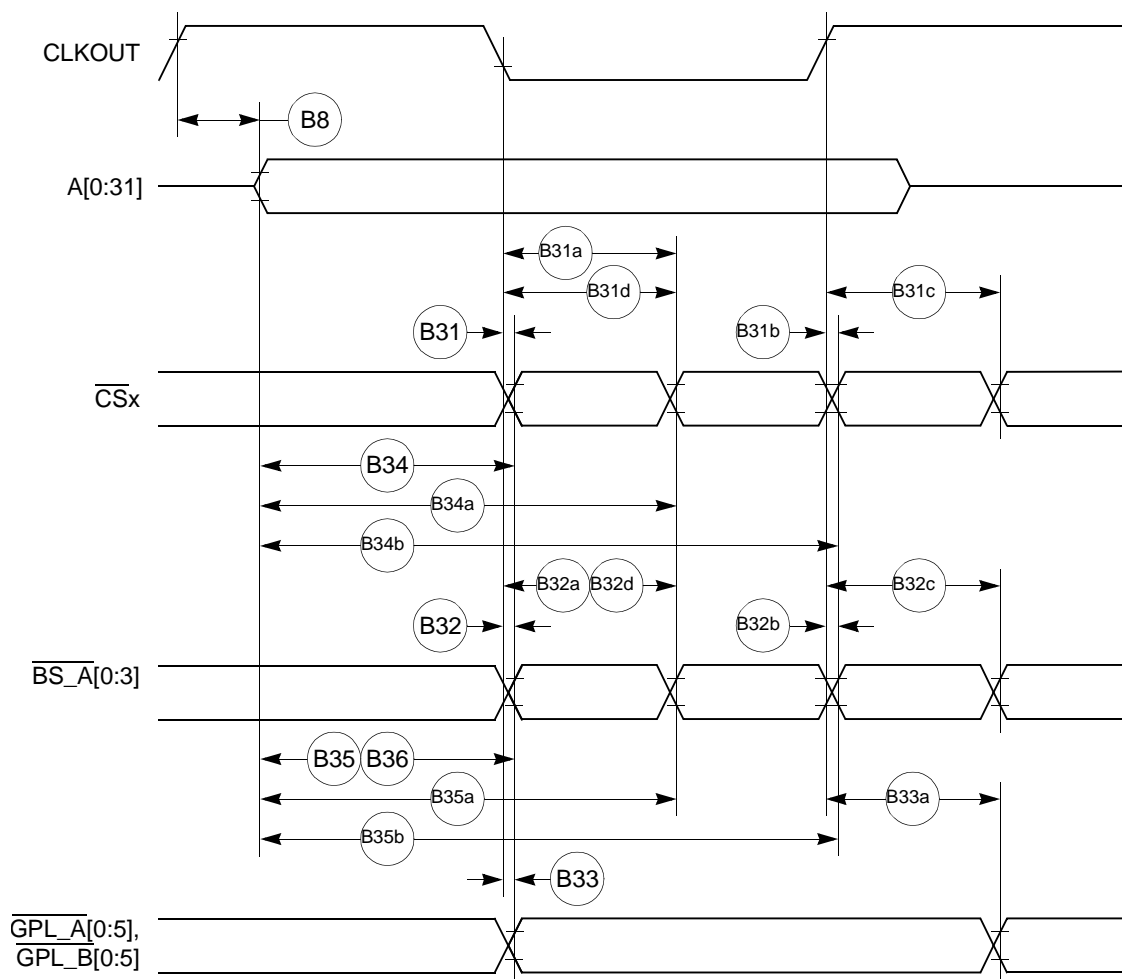 CLKOUT
B8
A[0:31]
B31a
B31d
B31c
B31
B31b
CSx
B34
B34a
B34b
B32a B32d
B32c
B32
B32b
BS_A[0:3]
B35 B36
B35a
B33a
B35b
B33
GPL_A[0:5],
GPL_B[0:5]